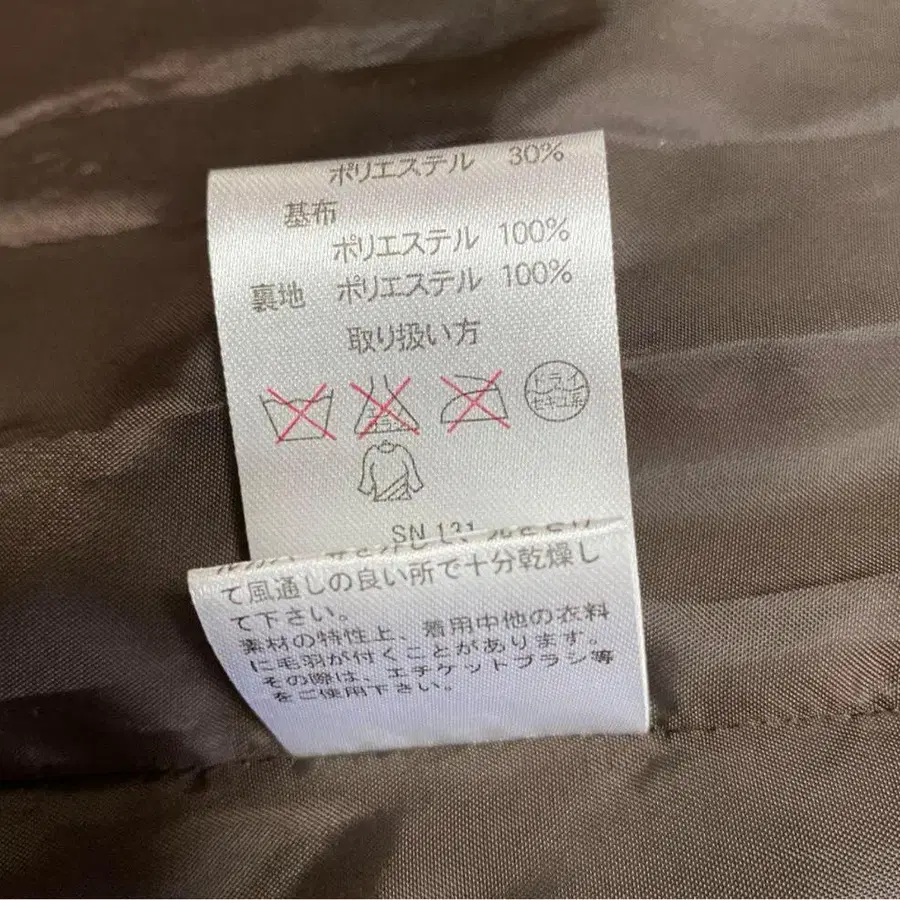 ポリエステル 30%
基布
ポリエステル 100%
裏地 ポリエステル 100%
取り扱い方
ドライ
セキユ系
SN 131
て風通しの良い所で十分乾燥し
て下さい。
素材の特性上、着用中他の衣料
に毛羽が付くことがあります。
その際は、エチケットブラシ等
をご使用下さい。